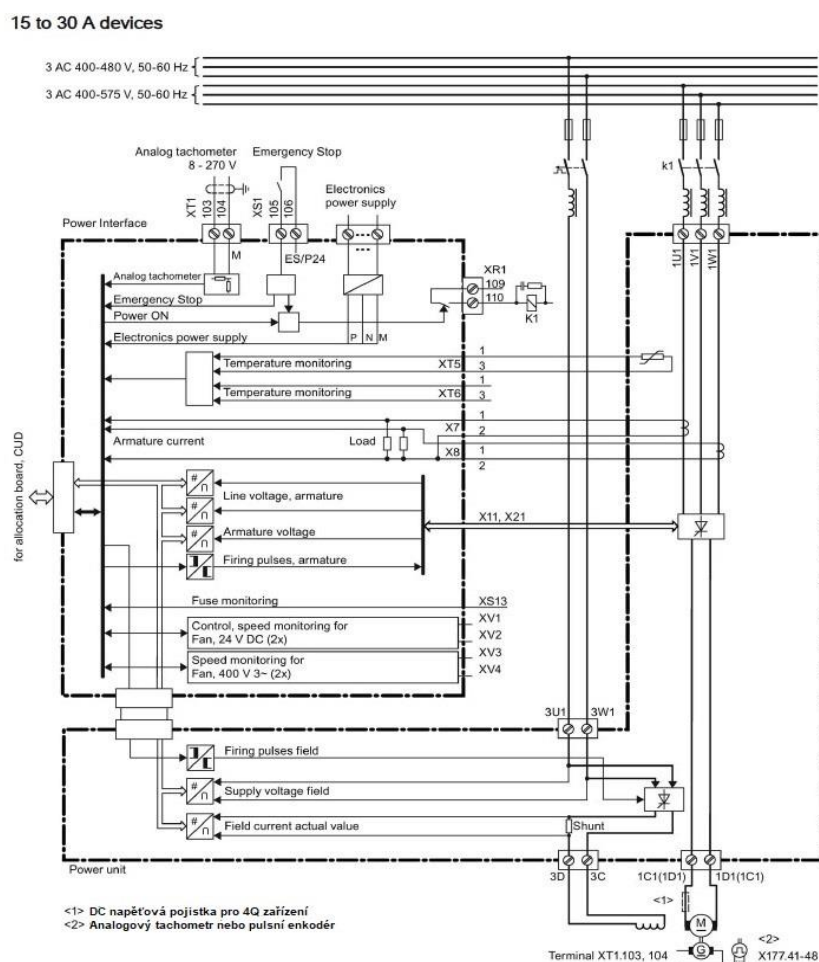 15 to 30 A devices
3 AC 400-480 V, 50-60 Hz
3 AC 400-575 V, 50-60 Hz
Analog tachometer
8 - 270 V
Emergency Stop
k1
Electronics
power supply
XT1
103
104
XS1
105
106
Power Interface
M
ES/P24
1U1
1V1
1W1
XR1
109
110
K1
Analog tachometer
Emergency Stop
Power ON
Electronics power supply
P N M
Temperature monitoring
XT5
1
3
Temperature monitoring
XT6
1
3
X7
1
2
Armature current
Load
X8
1
2
for allocation board, CUD
Line voltage, armature
Armature voltage
Firing pulses, armature
X11, X21
Fuse monitoring
XS13
Control, speed monitoring for
Fan, 24 V DC (2x)
XV1
XV2
Speed monitoring for
Fan, 400 V 3~ (2x)
XV3
XV4
3U1
3W1
Firing pulses field
Supply voltage field
Field current actual value
Shunt
Power unit
3D
3C
1C1(1D1)
1D1(1C1)
<1>
<1> DC napěťová pojistka pro 4Q zařízení
<2> Analogový tachometr nebo pulsní enkodér
M
G
<2>
Terminal XT1.103, 104
X177.41-48